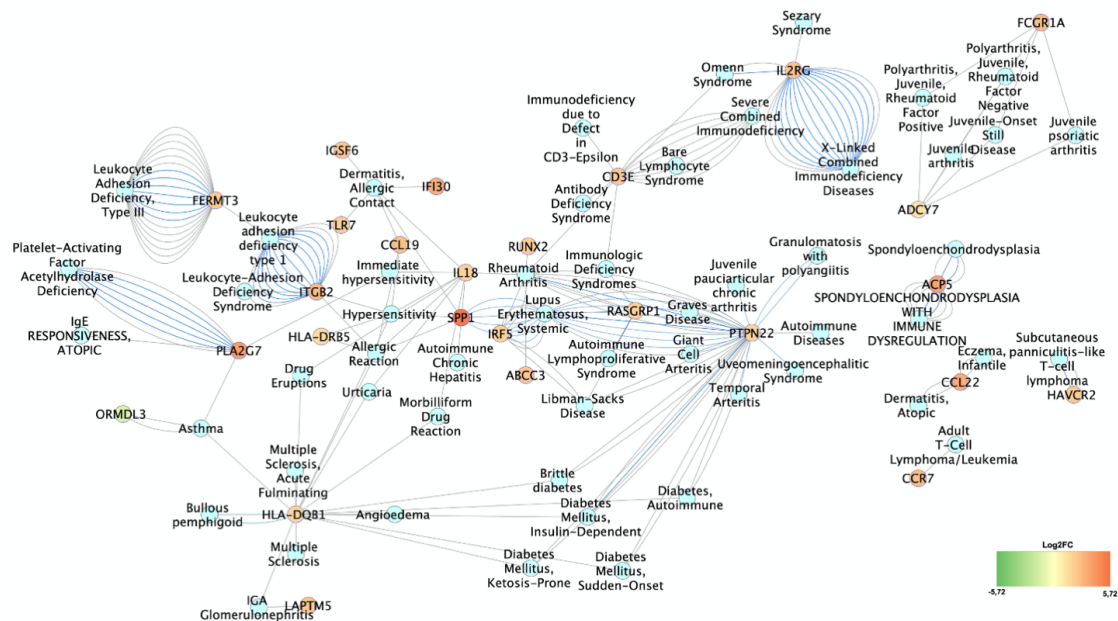 Sezary
Syndrome
FCGR1A
Omenn
Syndrome
IL2RG
Polyarthritis,
Juvenile,
Rheumatoid
Factor
Negative
Polyarthritis,
Juvenile,
Rheumatoid
Factor
Positive
Immunodeficiency
due to
Defect
in
CD3-Epsilon
Severe
Combined
Immunodeficiency
Juvenile-Onset
Still
Disease
Juvenile
psoriatic
arthritis
Juvenile
arthritis
X-Linked
Combined
Immunodeficiency
Diseases
Bare
Lymphocyte
Syndrome
CD3E
Antibody
Deficiency
Syndrome
ADCY7
IGSF6
Dermatitis,
Allergic
Contact
IFI30
Leukocyte
Adhesion
Deficiency,
Type III
FERMT3
TLR7
Leukocyte
adhesion
deficiency
type 1
CCL19
RUNX2
Platelet-Activating
Factor
Acetylhydrolase
Deficiency
Leukocyte-Adhesion
Deficiency
Syndrome
ITGB2
Immediate
hypersensitivity
IL18
Rheumatoid
Arthritis
Immunologic
Deficiency
Syndromes
Juvenile
pauciarticular
chronic
arthritis
Granulomatosis
with
polyangiitis
Spondyloenchondrodysplasia
ACP5
SPONDYLOENCHONDRODYSPLASIA
WITH
IMMUNE
DYSREGULATION
IgE
RESPONSIVENESS,
ATOPIC
PLA2G7
HLA-DRB5
Hypersensitivity
SPP1
IRF5
Lupus
Erythematosus,
Systemic
RASGRP1
Graves
Disease
PTPN22
Autoimmune
Diseases
Allergic
Reaction
Autoimmune
Chronic
Hepatitis
ABCC3
Autoimmune
Lymphoproliferative
Syndrome
Giant
Cell
Arteritis
Uveomeningoencephalitic
Syndrome
Temporal
Arteritis
Eczema,
Infantile
CCL22
Dermatitis,
Atopic
Subcutaneous
panniculitis-like
T-cell
lymphoma
HAVCR2
Drug
Eruptions
Urticaria
Morbilliform
Drug
Reaction
Libman-Sacks
Disease
ORMDL3
Asthma
Adult
T-Cell
Lymphoma/Leukemia
CCR7
Multiple
Sclerosis,
Acute
Fulminating
HLA-DQB1
Bullous
pemphigoid
Angioedema
Brittle
diabetes
Diabetes
Mellitus,
Insulin-Dependent
Diabetes,
Autoimmune
Multiple
Sclerosis
Diabetes
Mellitus,
Ketosis-Prone
Diabetes
Mellitus,
Sudden-Onset
IGA
Glomerulonephritis
LAPTM5
Log2FC
-5,72
5,72